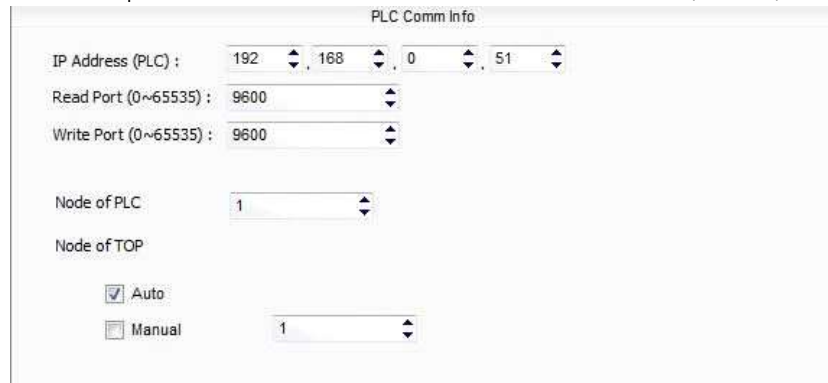 PLC Comm Info
IP Address (PLC) : 192 . 168 . 0 . 51
Read Port (0~65535) : 9600
Write Port (0~65535) : 9600
Node of PLC 1
Node of TOP
Auto
Manual 1